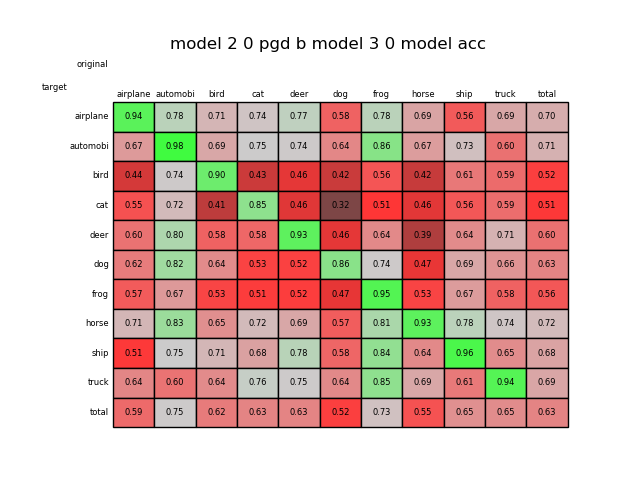 model 2 0 pgd b model 3 0 model acc
original
target
airplane automobi bird cat deer dog frog horse ship truck total
airplane 0.94 0.78 0.71 0.74 0.77 0.58 0.78 0.69 0.56 0.69 0.70
automobi 0.67 0.98 0.69 0.75 0.74 0.64 0.86 0.67 0.73 0.60 0.71
bird 0.44 0.74 0.90 0.43 0.46 0.42 0.56 0.42 0.61 0.59 0.52
cat 0.55 0.72 0.41 0.85 0.46 0.32 0.51 0.46 0.56 0.59 0.51
deer 0.60 0.80 0.58 0.58 0.93 0.46 0.64 0.39 0.64 0.71 0.60
dog 0.62 0.82 0.64 0.53 0.52 0.86 0.74 0.47 0.69 0.66 0.63
frog 0.57 0.67 0.53 0.51 0.52 0.47 0.95 0.53 0.67 0.58 0.56
horse 0.71 0.83 0.65 0.72 0.69 0.57 0.81 0.93 0.78 0.74 0.72
ship 0.51 0.75 0.71 0.68 0.78 0.58 0.84 0.64 0.96 0.65 0.68
truck 0.64 0.60 0.64 0.76 0.75 0.64 0.85 0.69 0.61 0.94 0.69
total 0.59 0.75 0.62 0.63 0.63 0.52 0.73 0.55 0.65 0.65 0.63